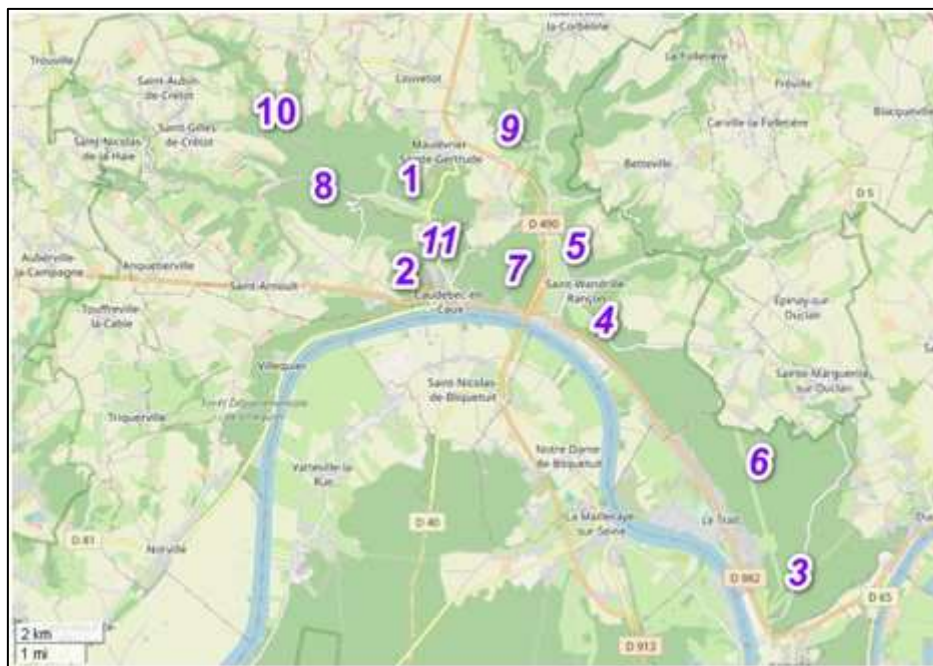 la-Corbeline
Trouville
La Folletière
Louvetot
Fréville
Saint-Aubin
de-Crétot
10
9
Blacqueville
Saint-Gilles
de-Crétot
Carville-la-Folletière
Saint-Nicolas
de-la-Haie
Maulévrier
Sainte-Gertrude
Betteville
1
8
D 5
D 490
11
5
Auberville
la-Campagne
Anquetierville
2
7
Saint-Arnoult
Caudebec-en
Caux
Saint-Wandrille
Rançon
Epinay-sur
Duclair
Touffreville
la-Cable
4
Villequier
Saint-Nicolas
de-Bliquetuit
Sainte-Marguerite
sur-Duclair
Forêt Départementale
Triquerville
Notre-Dame
de-Bliquetuit
6
Vatteville-la
Rue
La Mailleraye
sur-Seine
Le Trait
D 40
D 81
Norville
3
D 982
D 65
2 km
D 913
1 mi